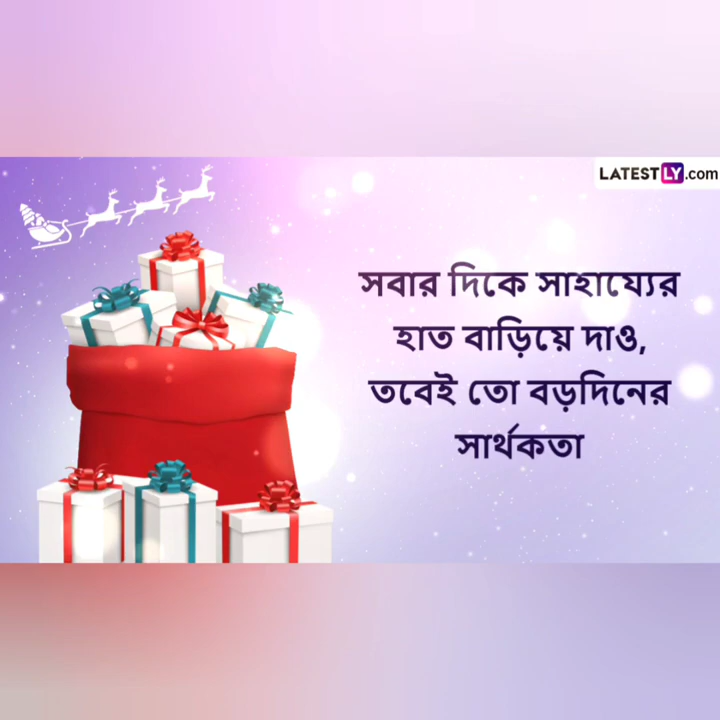 LATESTLY.com
সবার দিকে সাহায্যের
হাত বাড়িয়ে দাও,
তবেই তো বড়দিনের
সার্থকতা